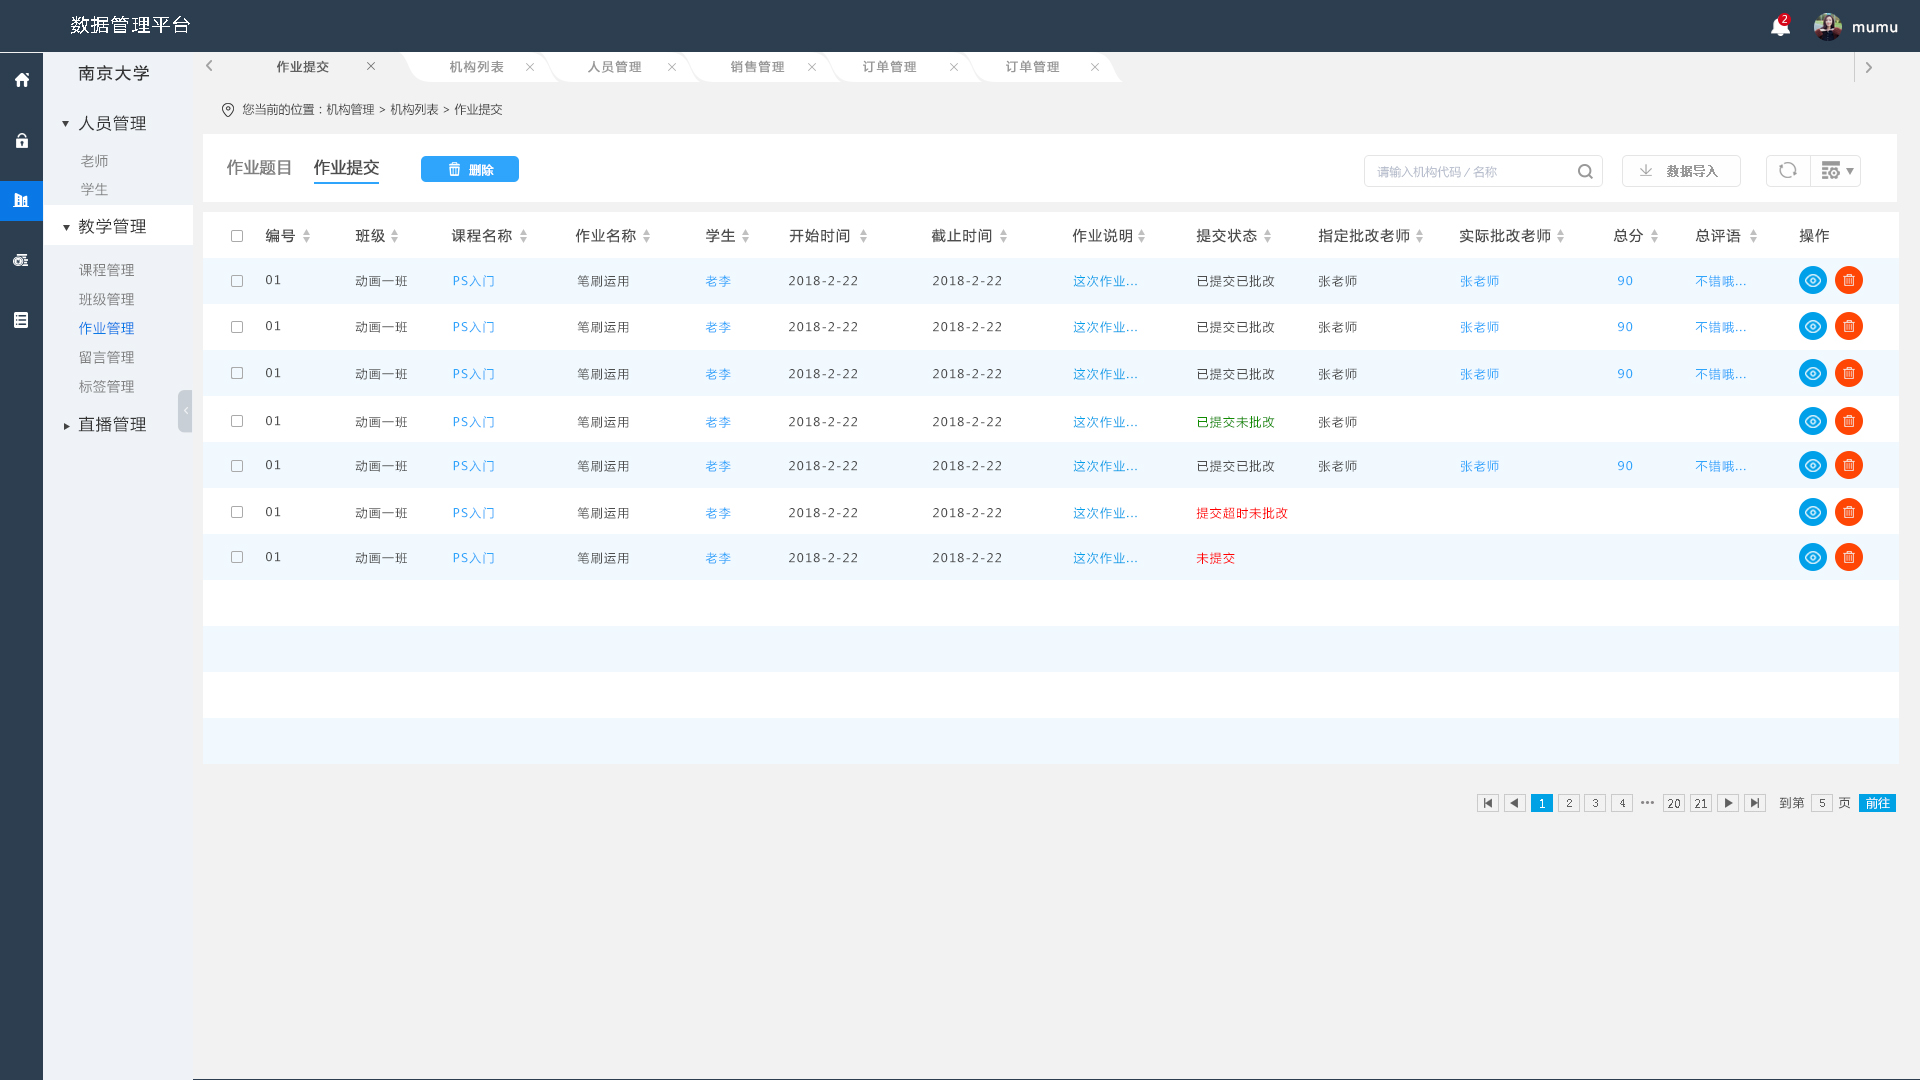 数据管理平台
2
mumu
南京大学
人员管理
老师
学生
教学管理
课程管理
班级管理
作业管理
留言管理
标签管理
直播管理
作业提交 机构列表 人员管理 销售管理 订单管理 订单管理
您当前的位置：机构管理 > 机构列表 > 作业提交
作业题目 作业提交 删除 请输入机构代码 / 名称 数据导入
编号 班级 课程名称 作业名称 学生 开始时间 截止时间 作业说明 提交状态 指定批改老师 实际批改老师 总分 总评语 操作
01 动画一班 PS入门 笔刷运用 老李 2018-2-22 2018-2-22 这次作业... 已提交已批改 张老师 张老师 90 不错哦...
01 动画一班 PS入门 笔刷运用 老李 2018-2-22 2018-2-22 这次作业... 已提交已批改 张老师 张老师 90 不错哦...
01 动画一班 PS入门 笔刷运用 老李 2018-2-22 2018-2-22 这次作业... 已提交已批改 张老师 张老师 90 不错哦...
01 动画一班 PS入门 笔刷运用 老李 2018-2-22 2018-2-22 这次作业... 已提交未批改 张老师
01 动画一班 PS入门 笔刷运用 老李 2018-2-22 2018-2-22 这次作业... 已提交已批改 张老师 张老师 90 不错哦...
01 动画一班 PS入门 笔刷运用 老李 2018-2-22 2018-2-22 这次作业... 提交超时未批改
01 动画一班 PS入门 笔刷运用 老李 2018-2-22 2018-2-22 这次作业... 未提交
1 2 3 4 ••• 20 21 到第 5 页 前往